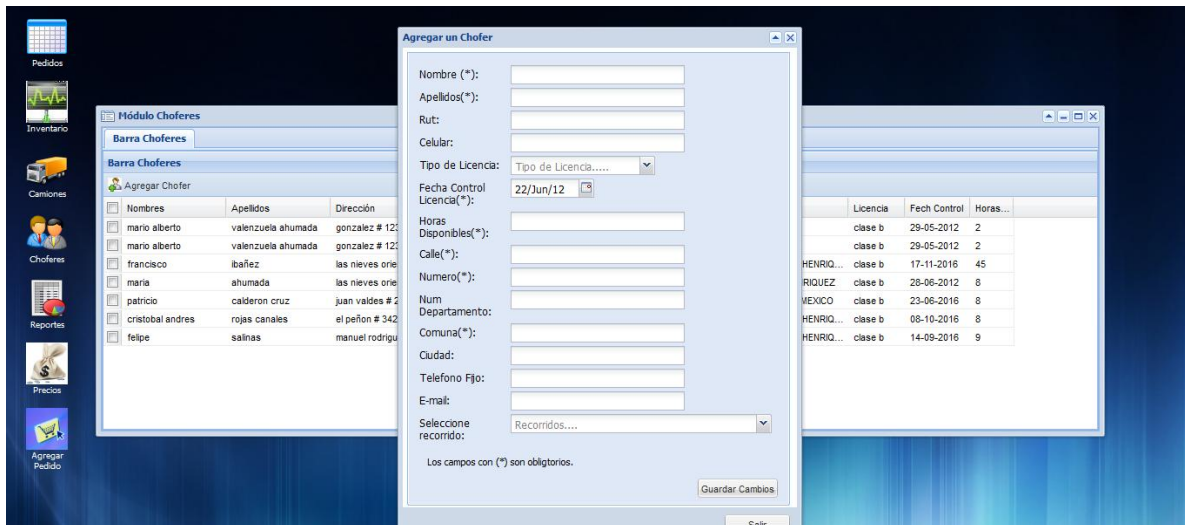 Pedidos
Inventario
Camiones
Choferes
Reportes
Precios
Agregar
Pedido
Módulo Choferes
Barra Choferes
Barra Choferes
Agregar Chofer
Nombres Apellidos Dirección Licencia Fech Control Horas...
mario alberto valenzuela ahumada gonzalez # 123 clase b 29-05-2012 2
mario alberto valenzuela ahumada gonzalez # 123 clase b 29-05-2012 2
francisco ibañez las nieves orie HENRIQ... clase b 17-11-2016 45
maria ahumada las nieves orie RIQUEZ clase b 28-06-2012 8
patricio calderon cruz juan valdes # 2 MEXICO clase b 23-06-2016 8
cristobal andres rojas canales el peñon # 342 HENRIQ... clase b 08-10-2016 8
felipe salinas manuel rodrigu HENRIQ... clase b 14-09-2016 9
Agregar un Chofer
Nombre (*):
Apellidos(*):
Rut:
Celular:
Tipo de Licencia: Tipo de Licencia.....
Fecha Control
Licencia(*): 22/Jun/12
Horas
Disponibles(*):
Calle(*):
Numero(*):
Num
Departamento:
Comuna(*):
Ciudad:
Telefono Fijo:
E-mail:
Seleccione
recorrido: Recorridos....
Los campos con (*) son obligtorios.
Guardar Cambios
Salir